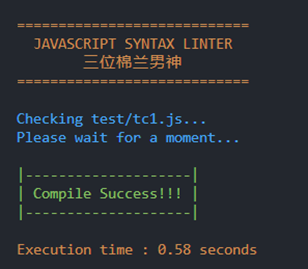 ===========================
JAVASCRIPT SYNTAX LINTER
三位棉兰男神
===========================
Checking test/tc1.js...
Please wait for a moment...
|--------------------|
| Compile Success!!! |
|--------------------|
Execution time : 0.58 seconds